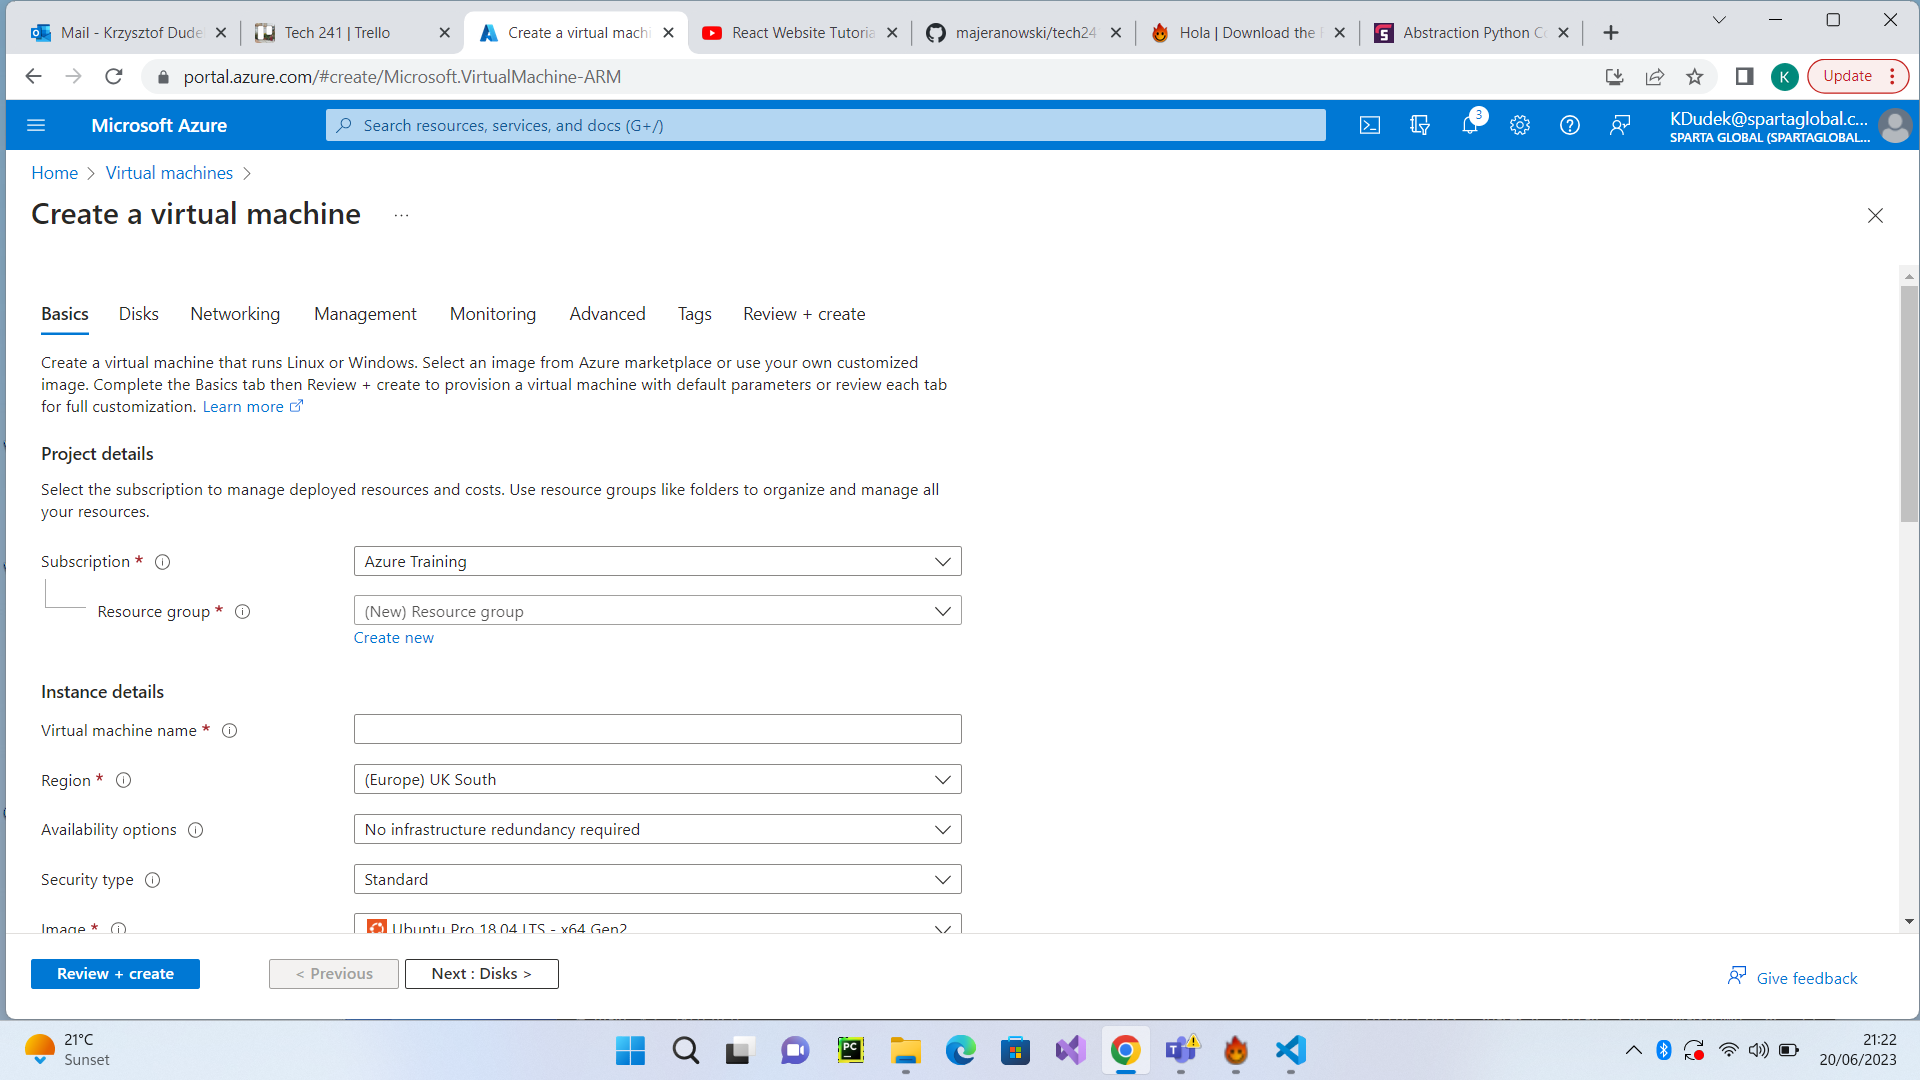 Mail - Krzysztof Dude
Tech 241 | Trello
Create a virtual machi
React Website Tutoria
majeranowski/tech24
Hola | Download the
Abstraction Python Co
portal.azure.com/#create/Microsoft.VirtualMachine-ARM
K
Update
Microsoft Azure
Search resources, services, and docs (G+/)
3
KDudek@spartaglobal.c...
SPARTA GLOBAL (SPARTAGLOBAL...
Home > Virtual machines >
Create a virtual machine ...
Basics Disks Networking Management Monitoring Advanced Tags Review + create
Create a virtual machine that runs Linux or Windows. Select an image from Azure marketplace or use your own customized
image. Complete the Basics tab then Review + create to provision a virtual machine with default parameters or review each tab
for full customization. Learn more
Project details
Select the subscription to manage deployed resources and costs. Use resource groups like folders to organize and manage all
your resources.
Subscription * Azure Training
Resource group * (New) Resource group
Create new
Instance details
Virtual machine name *
Region * (Europe) UK South
Availability options No infrastructure redundancy required
Security type Standard
Image * Ubuntu Pro 18.04 LTS - x64 Gen2
Review + create < Previous Next : Disks > Give feedback
21°C
Sunset
PC
21:22
20/06/2023